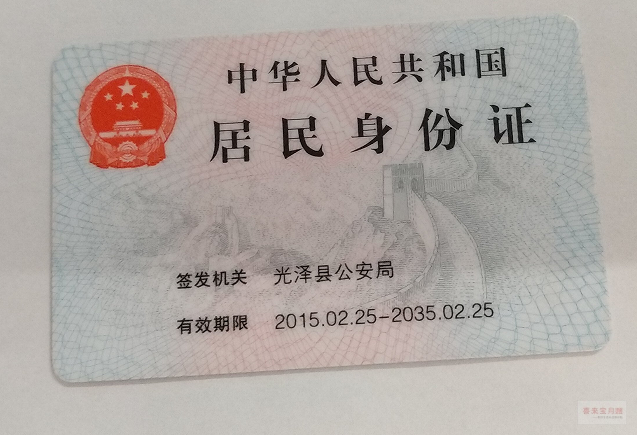 中华人民共和国
居民身份证
签发机关 光泽县公安局
有效期限 2015.02.25-2035.02.25